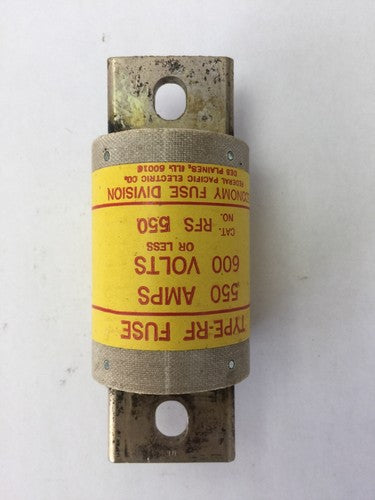 TYPE-RF FUSE
550 AMPS
600 VOLTS
OR LESS
CAT. NO. RFS 550
ECONOMY FUSE DIVISION
FEDERAL PACIFIC ELECTRIC CO.
DES PLAINES, ILL. 60016